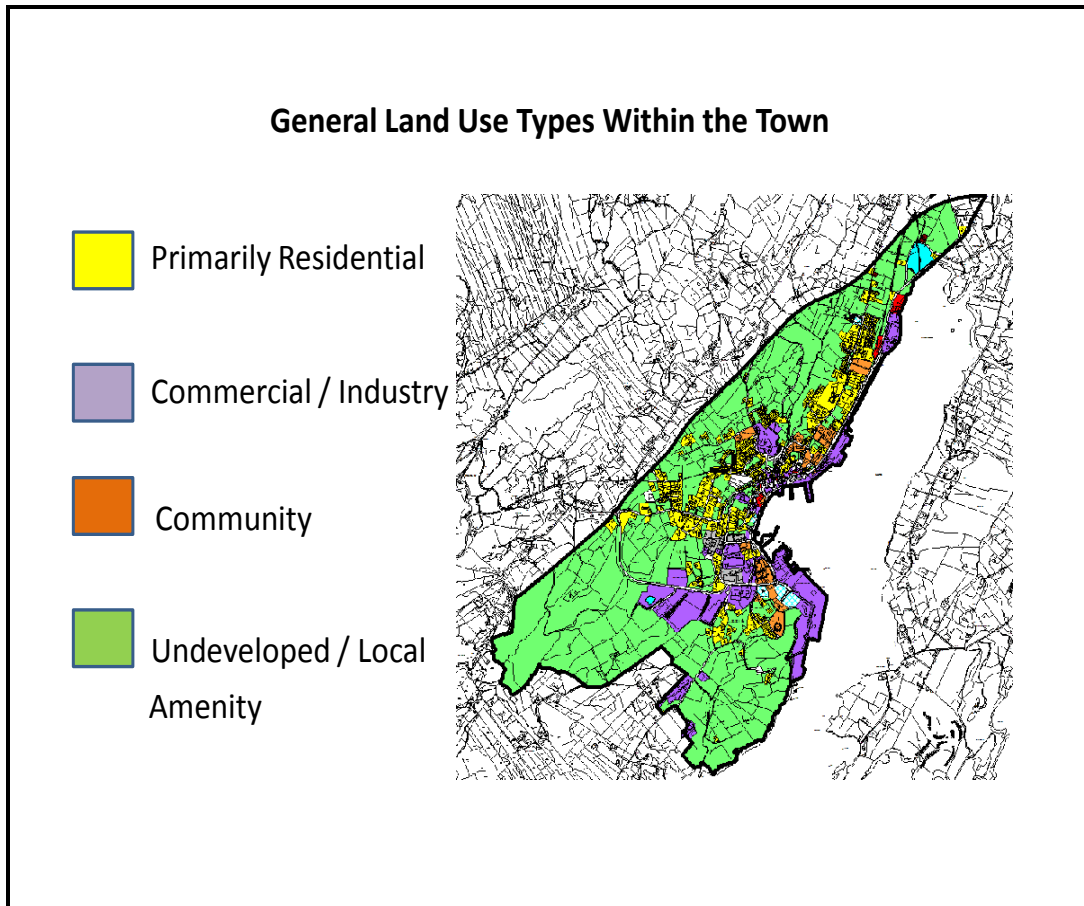 General Land Use Types Within the Town
Primarily Residential
Commercial / Industry
Community
Undeveloped / Local
Amenity